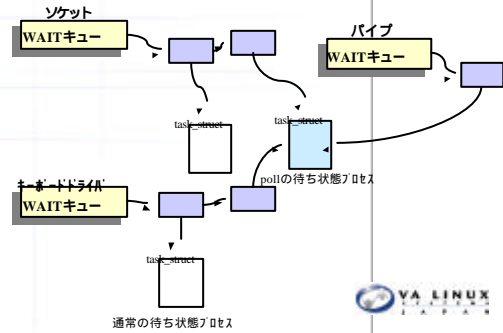 ソケット
WAITキュー
パイプ
WAITキュー
task_struct
task_struct
pollの待ち状態プロセス
キーボードドライバ
WAITキュー
task_struct
通常の待ち状態プロセス
VA LINUX
SYSTEMS
JAPAN